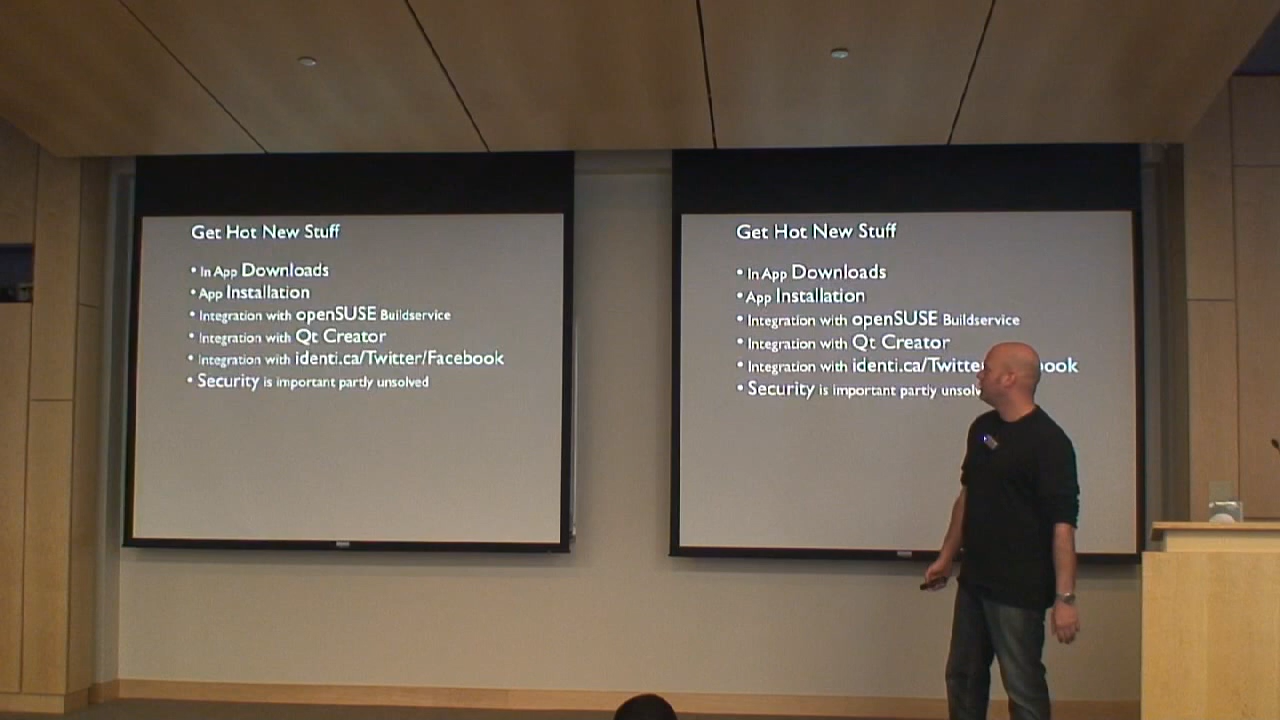 Get Hot New Stuff
• In App Downloads
• App Installation
• Integration with openSUSE Buildservice
• Integration with Qt Creator
• Integration with identi.ca/Twitter/Facebook
• Security is important partly unsolved
Get Hot New Stuff
• In App Downloads
• App Installation
• Integration with openSUSE Buildservice
• Integration with Qt Creator
• Integration with identi.ca/Twitte ook
• Security is important partly unsolv